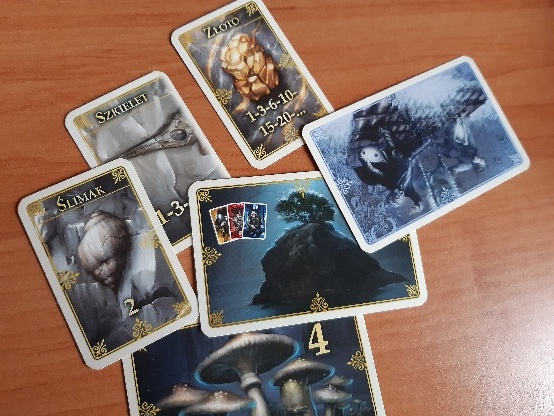 ZŁOTO
1-3-6-10-
15-20-...
SZKIELET
1-3-
ŚLIMAK
2
4